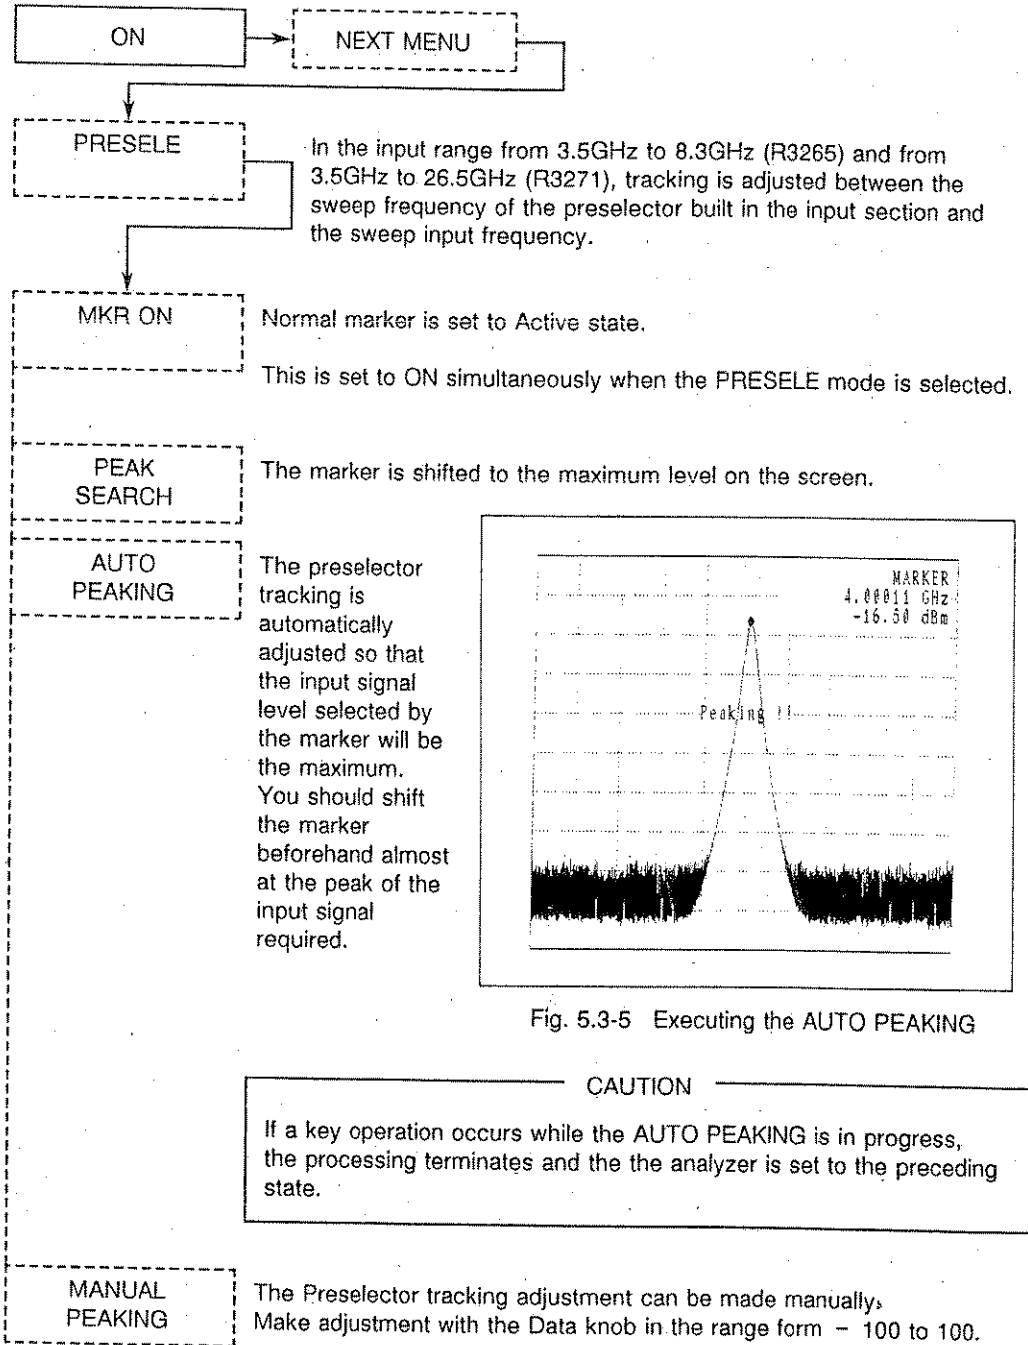 ON
NEXT MENU
PRESELE
In the input range from 3.5GHz to 8.3GHz (R3265) and from
3.5GHz to 26.5GHz (R3271), tracking is adjusted between the
sweep frequency of the preselector built in the input section and
the sweep input frequency.
MKR ON
Normal marker is set to Active state.
This is set to ON simultaneously when the PRESELE mode is selected.
PEAK
SEARCH
The marker is shifted to the maximum level on the screen.
AUTO
PEAKING
The preselector
tracking is
automatically
adjusted so that
the input signal
level selected by
the marker will be
the maximum.
You should shift
the marker
beforehand almost
at the peak of the
input signal
required.
MARKER
4.00011 GHz
-16.50 dBm
Peaking !!
Fig. 5.3-5 Executing the AUTO PEAKING
CAUTION
If a key operation occurs while the AUTO PEAKING is in progress,
the processing terminates and the the analyzer is set to the preceding
state.
MANUAL
PEAKING
The Preselector tracking adjustment can be made manually.
Make adjustment with the Data knob in the range form - 100 to 100.